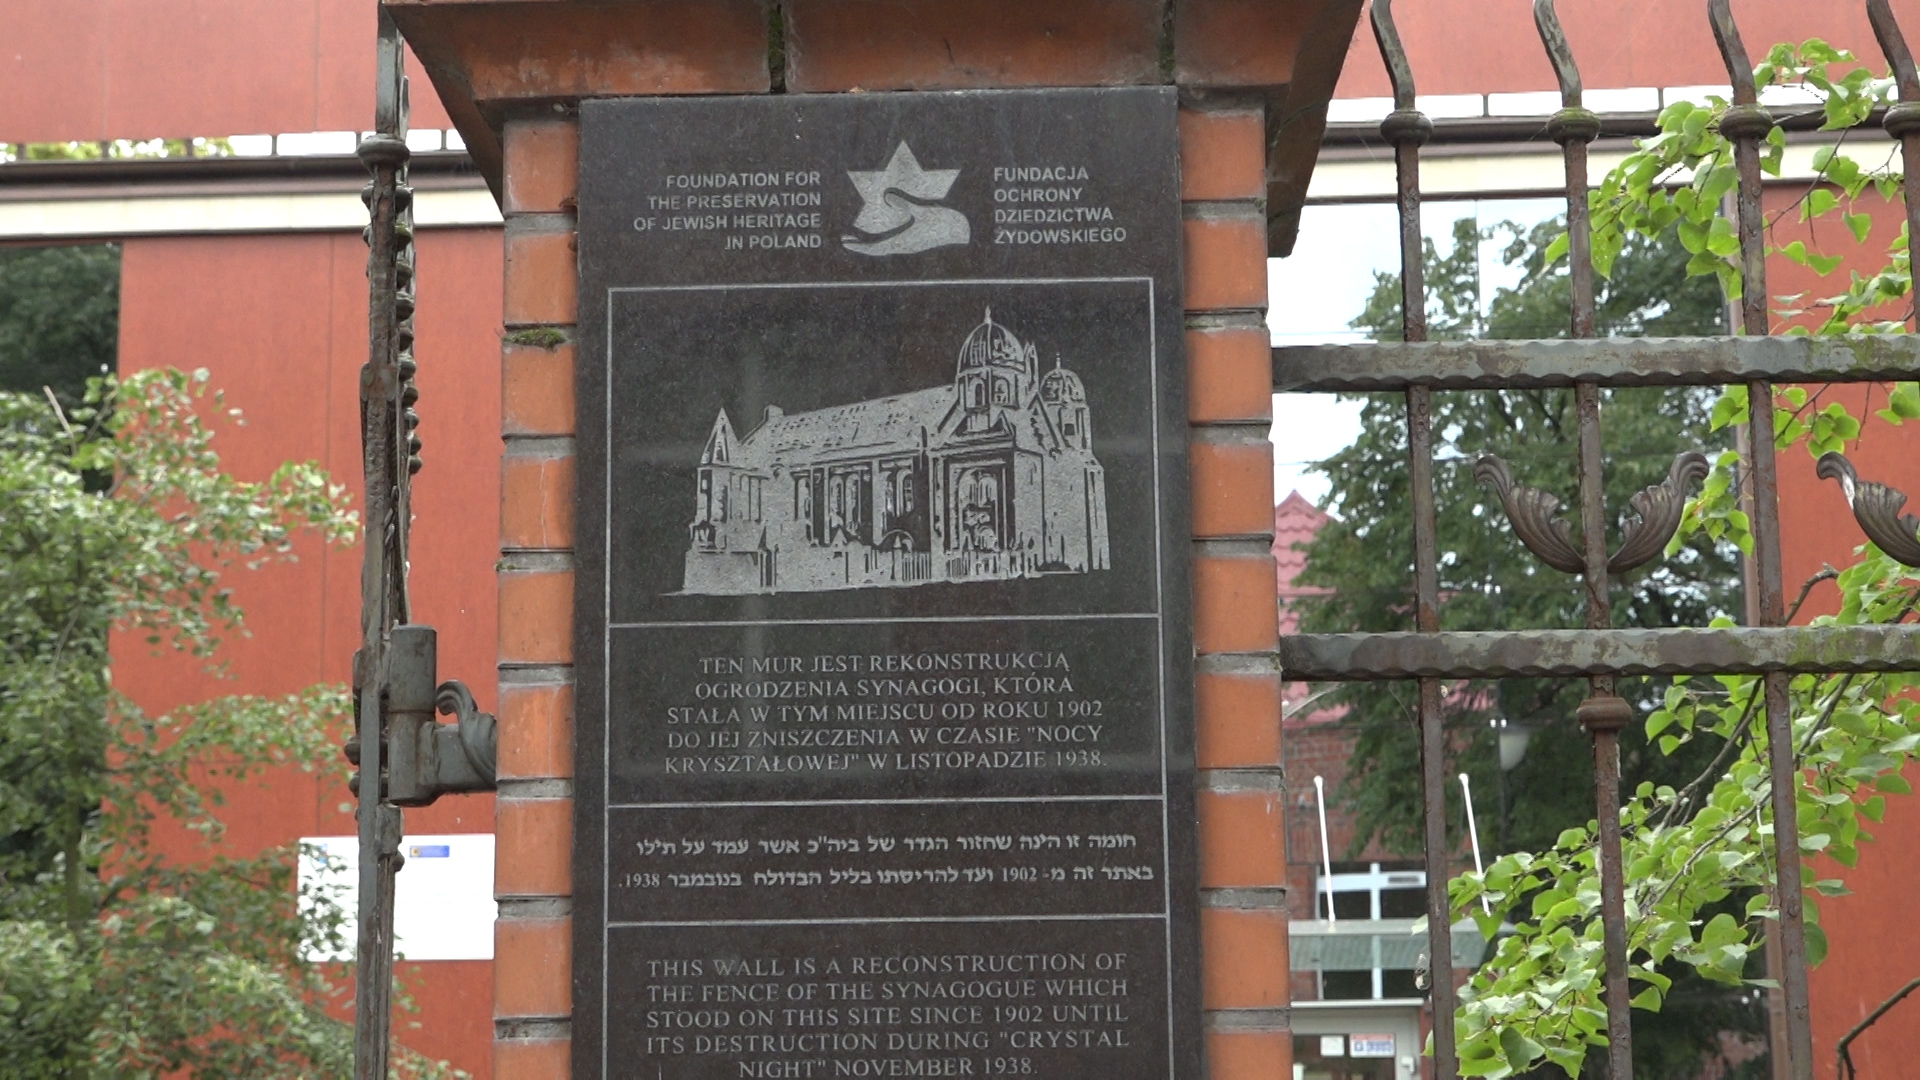 FOUNDATION FOR
THE PRESERVATION
OF JEWISH HERITAGE
IN POLAND
FUNDACJA
OCHRONY
DZIEDZICTWA
ŻYDOWSKIEGO
TEN MUR JEST REKONSTRUKCJĄ
OGRODZENIA SYNAGOGI, KTÓRA
STAŁA W TYM MIEJSCU OD ROKU 1902
DO JEJ ZNISZCZENIA W CZASIE "NOCY
KRYSZTAŁOWEJ" W LISTOPADZIE 1938.
חומה זו הינה שחזור הגדר של ביה"כ אשר עמד על תילו
באתר זה מ- 1902 ועד להריסתו בליל הבדולח בנובמבר 1938.
THIS WALL IS A RECONSTRUCTION OF
THE FENCE OF THE SYNAGOGUE WHICH
STOOD ON THIS SITE SINCE 1902 UNTIL
ITS DESTRUCTION DURING "CRYSTAL
NIGHT" NOVEMBER 1938.